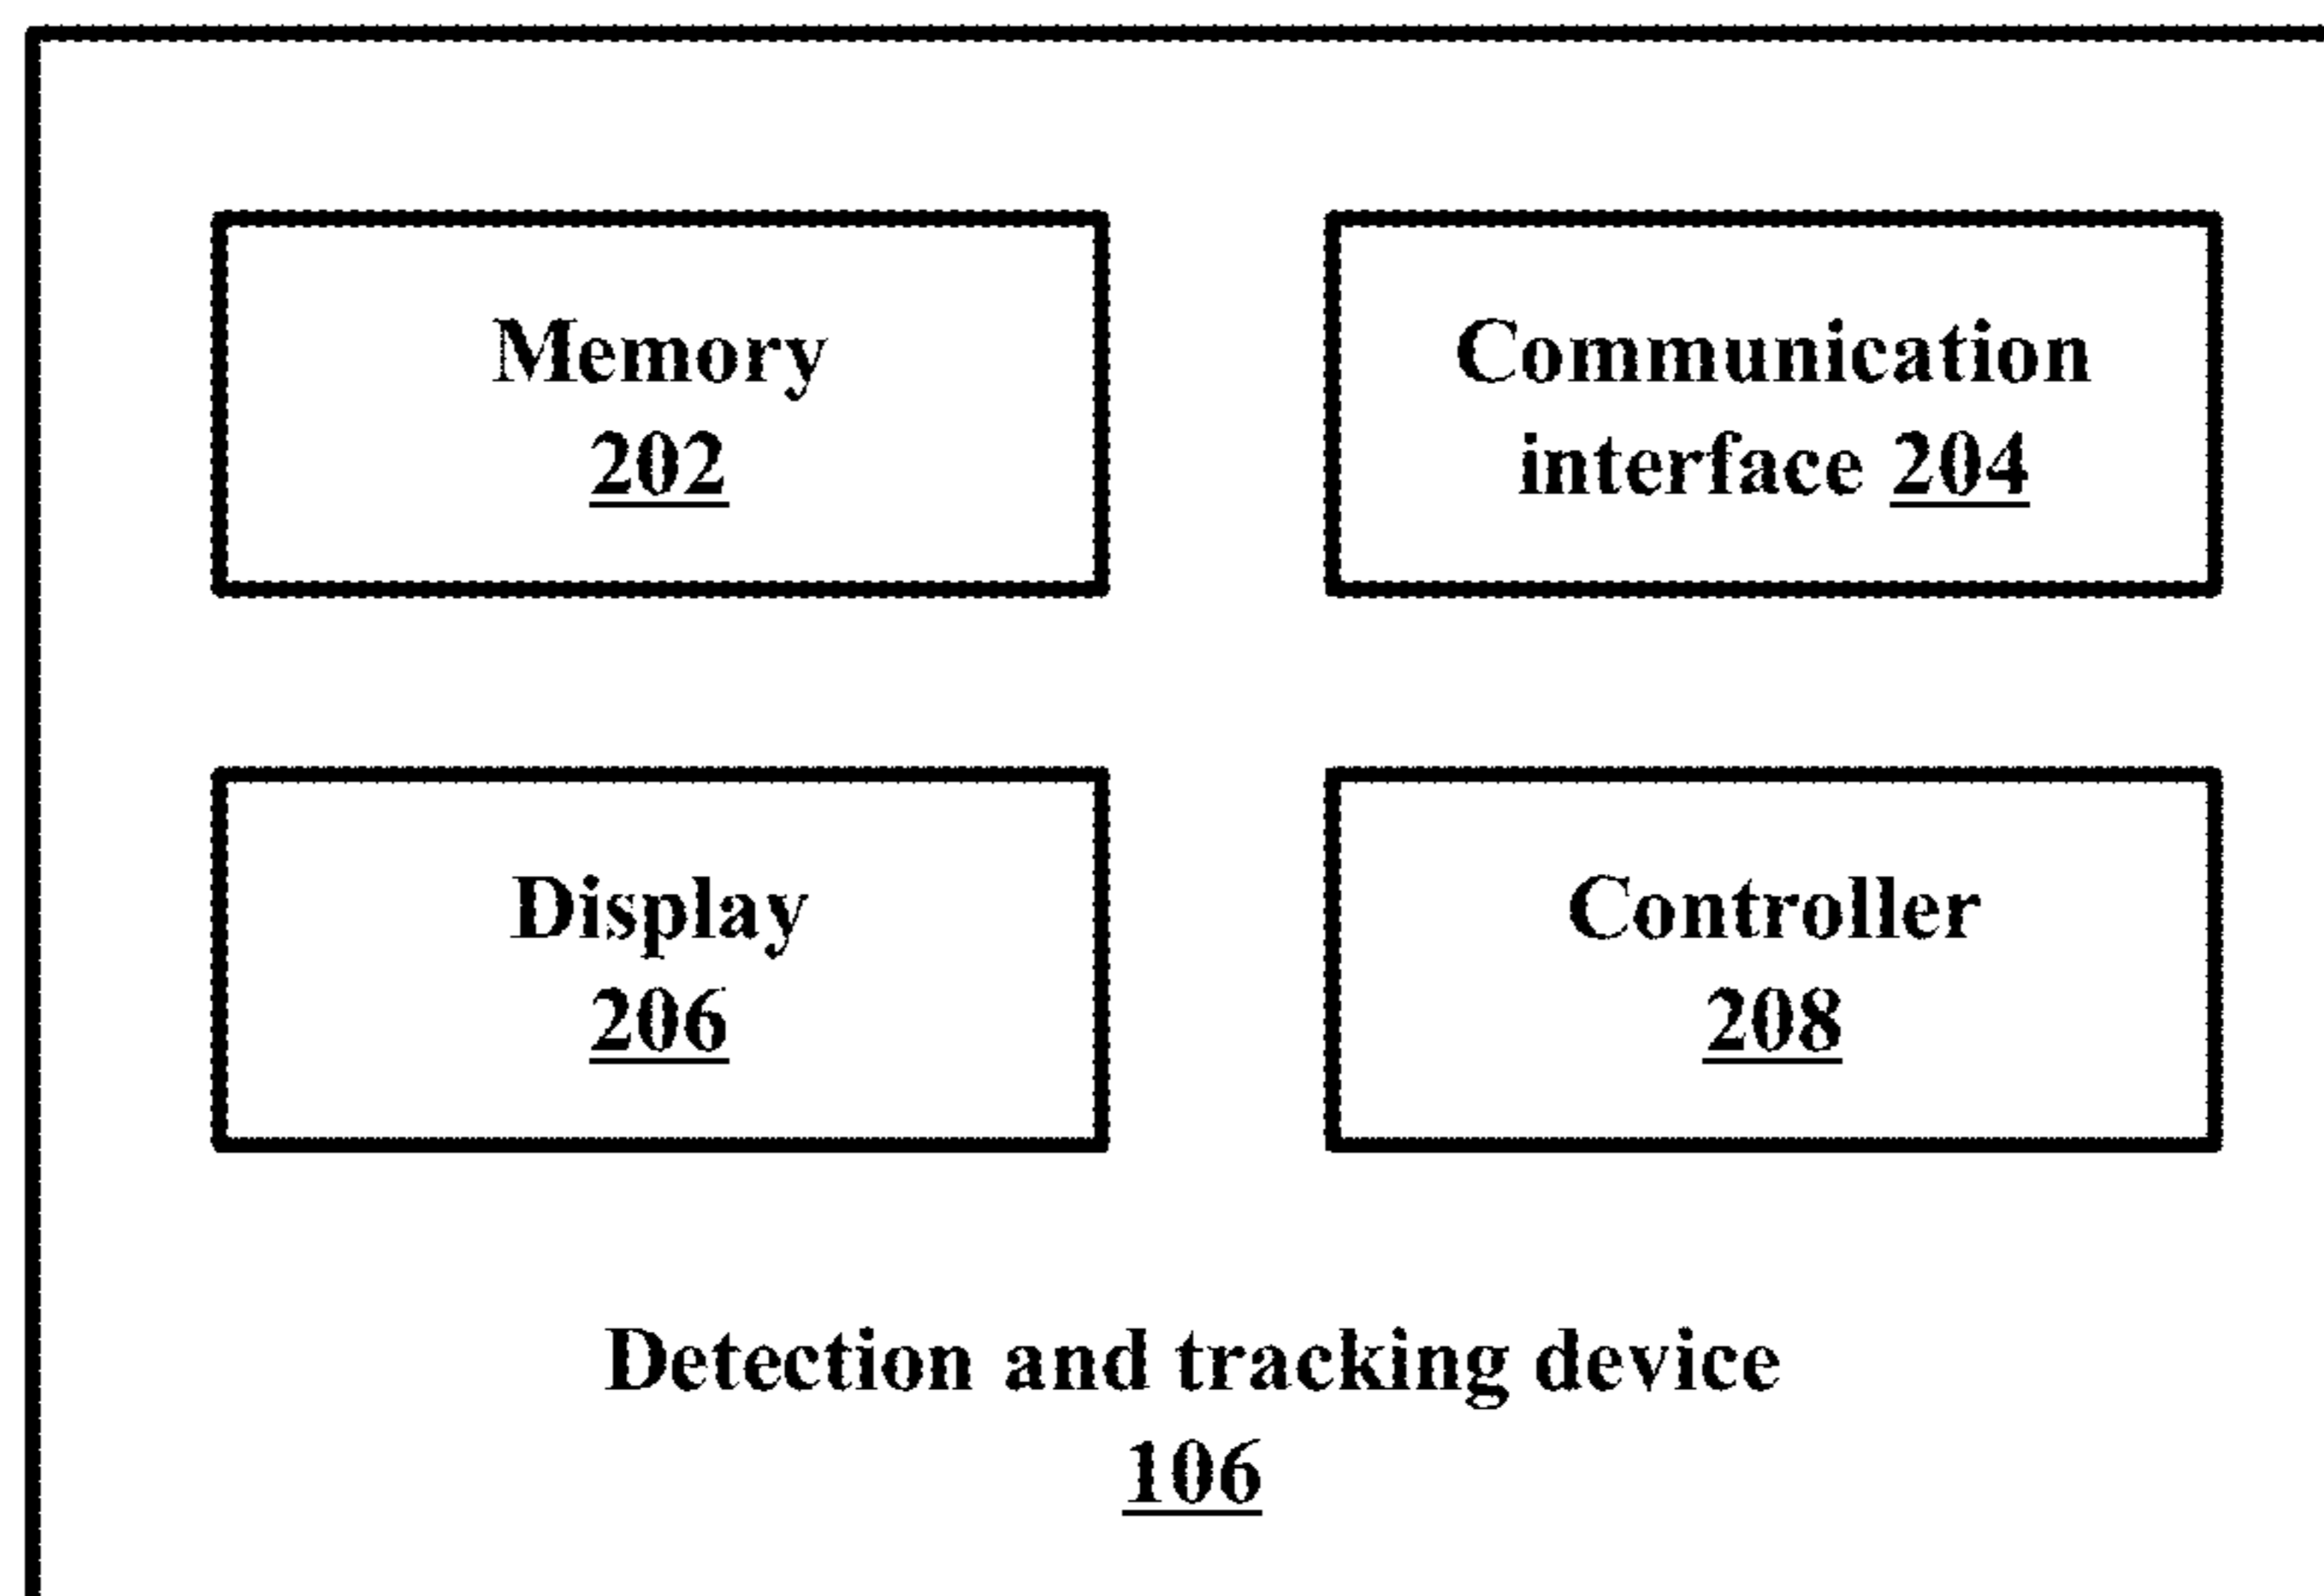 Memory
202
Communication
interface 204
Display
206
Controller
208
Detection and tracking device
106